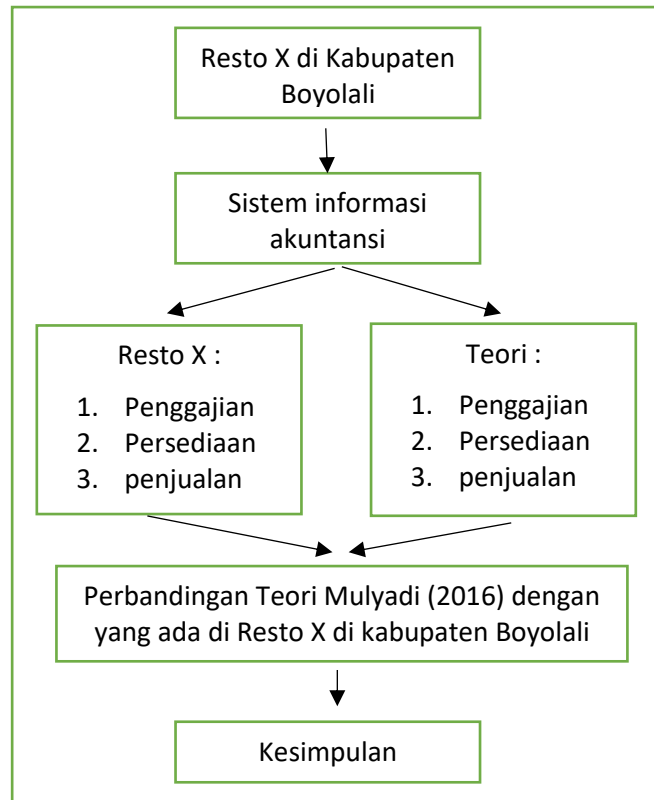 Resto X di Kabupaten
Boyolali
Sistem informasi
akuntansi
Resto X :
1. Penggajian
2. Persediaan
3. penjualan
Teori :
1. Penggajian
2. Persediaan
3. penjualan
Perbandingan Teori Mulyadi (2016) dengan
yang ada di Resto X di kabupaten Boyolali
Kesimpulan